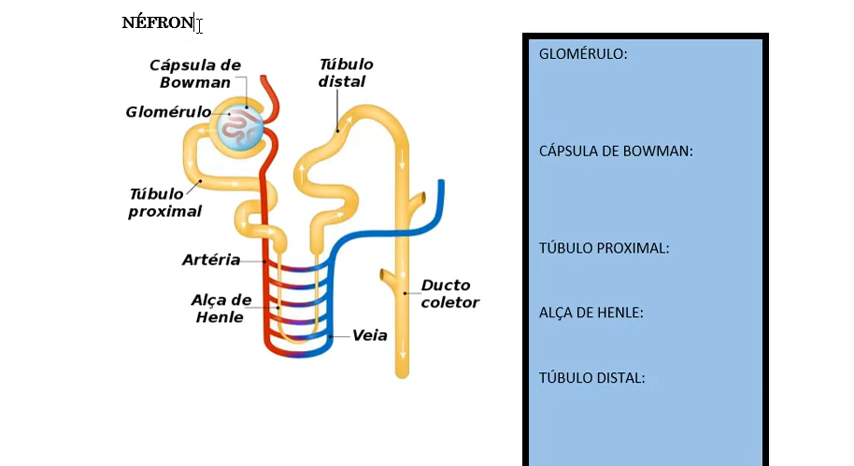 NÉFRON
Cápsula de
Bowman
Glomérulo
Túbulo
distal
Túbulo
proximal
Artéria
Alça de
Henle
Ducto
coletor
Veia
GLOMÉRULO:
CÁPSULA DE BOWMAN:
TÚBULO PROXIMAL:
ALÇA DE HENLE:
TÚBULO DISTAL: